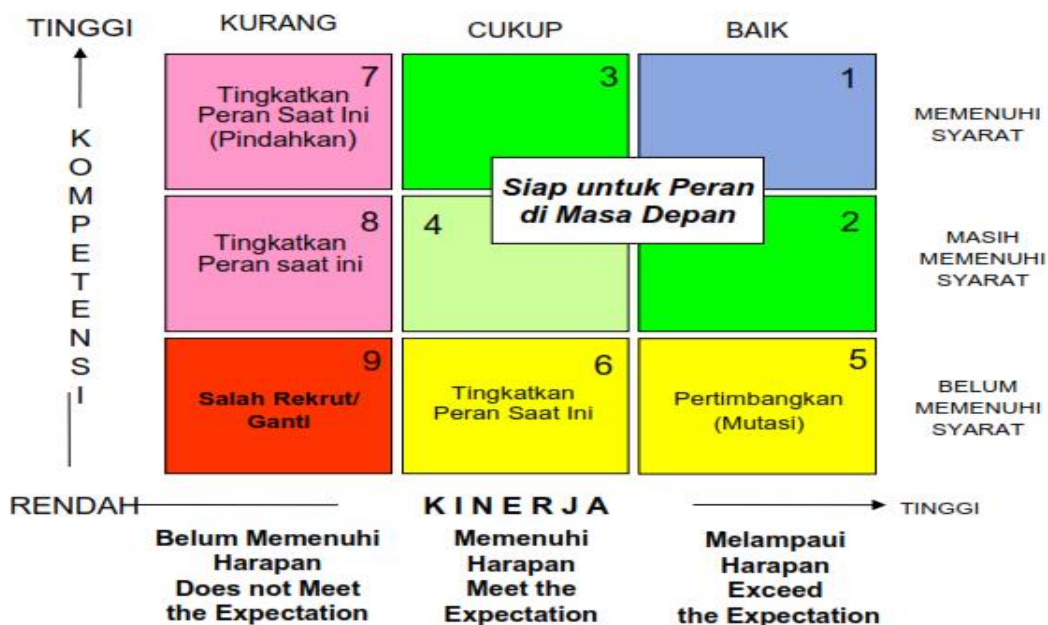 TINGGI
KURANG
CUKUP
BAIK
KOMPETENSI
7
Tingkatkan
Peran Saat Ini
(Pindahkan)
3
1
MEMENUHI
SYARAT
Siap untuk Peran
di Masa Depan
8
Tingkatkan
Peran saat ini
4
2
MASIH
MEMENUHI
SYARAT
9
Salah Rekrut/
Ganti
6
Tingkatkan
Peran Saat Ini
5
Pertimbangkan
(Mutasi)
BELUM
MEMENUHI
SYARAT
RENDAH
KINERJA
TINGGI
Belum Memenuhi
Harapan
Does not Meet
the Expectation
Memenuhi
Harapan
Meet the
Expectation
Melampaui
Harapan
Exceed
the Expectation